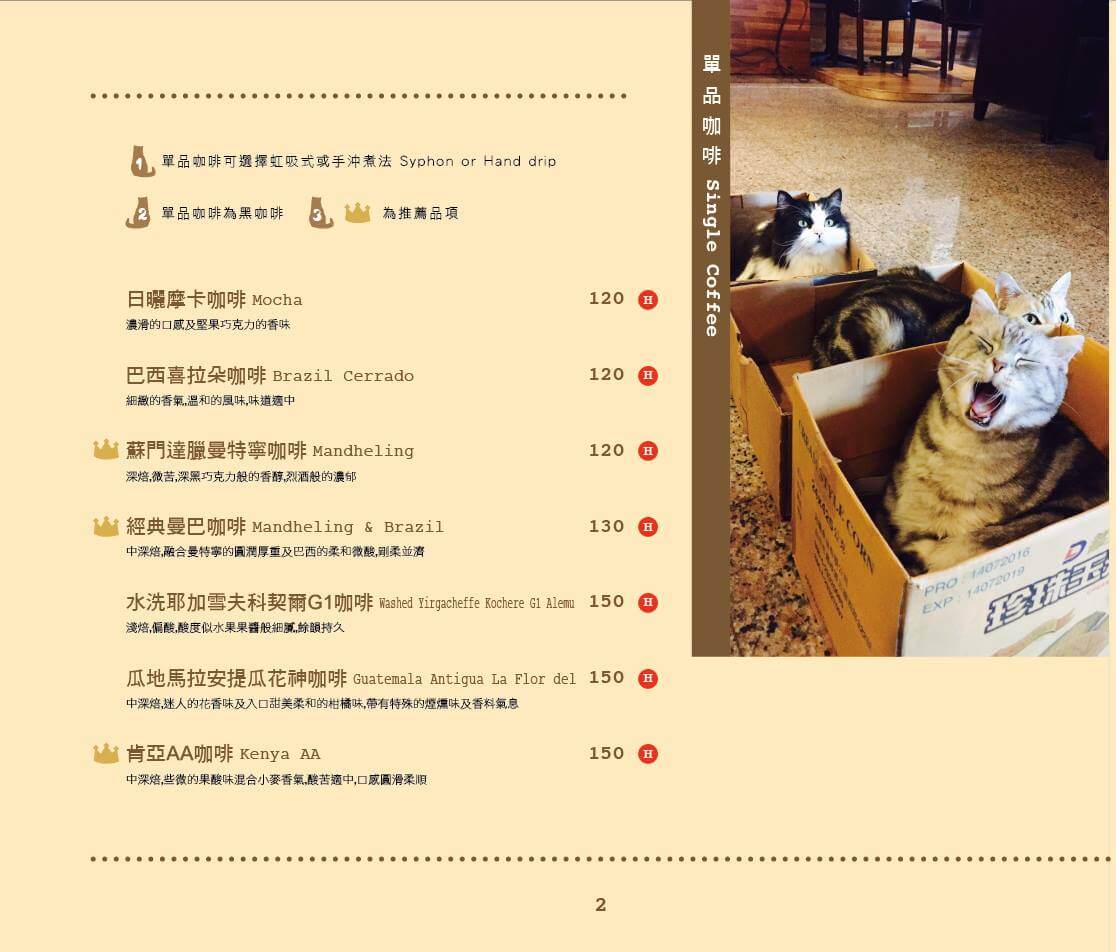 1 單品咖啡可選擇虹吸式或手沖煮法 Syphon or Hand drip
2 單品咖啡為黑咖啡 3 為推薦品項
日曬摩卡咖啡 Mocha 120 H
濃滑的口感及堅果巧克力的香味
巴西喜拉朵咖啡 Brazil Cerrado 120 H
細緻的香氣,溫和的風味,味道適中
蘇門達臘曼特寧咖啡 Mandheling 120 H
深焙,微苦,深黑巧克力般的香醇,烈酒般的濃郁
經典曼巴咖啡 Mandheling & Brazil 130 H
中深焙,融合曼特寧的圓潤厚重及巴西的柔和微酸,剛柔並濟
水洗耶加雪夫科契爾G1咖啡 Washed Yirgacheffe Kochere G1 Alemu 150 H
淺焙,偏酸,酸度似水果果醬般細膩,餘韻持久
瓜地馬拉安提瓜花神咖啡 Guatemala Antigua La Flor del 150 H
中深焙,迷人的花香味及入口甜美柔和的柑橘味,帶有特殊的煙燻味及香料氣息
肯亞AA咖啡 Kenya AA 150 H
中深焙,些微的果酸味混合小麥香氣,酸苦適中,口感圓滑柔順
2
單品咖啡 Single Coffee
PRO : 14072016
EXP : 14072019
珍珠玉